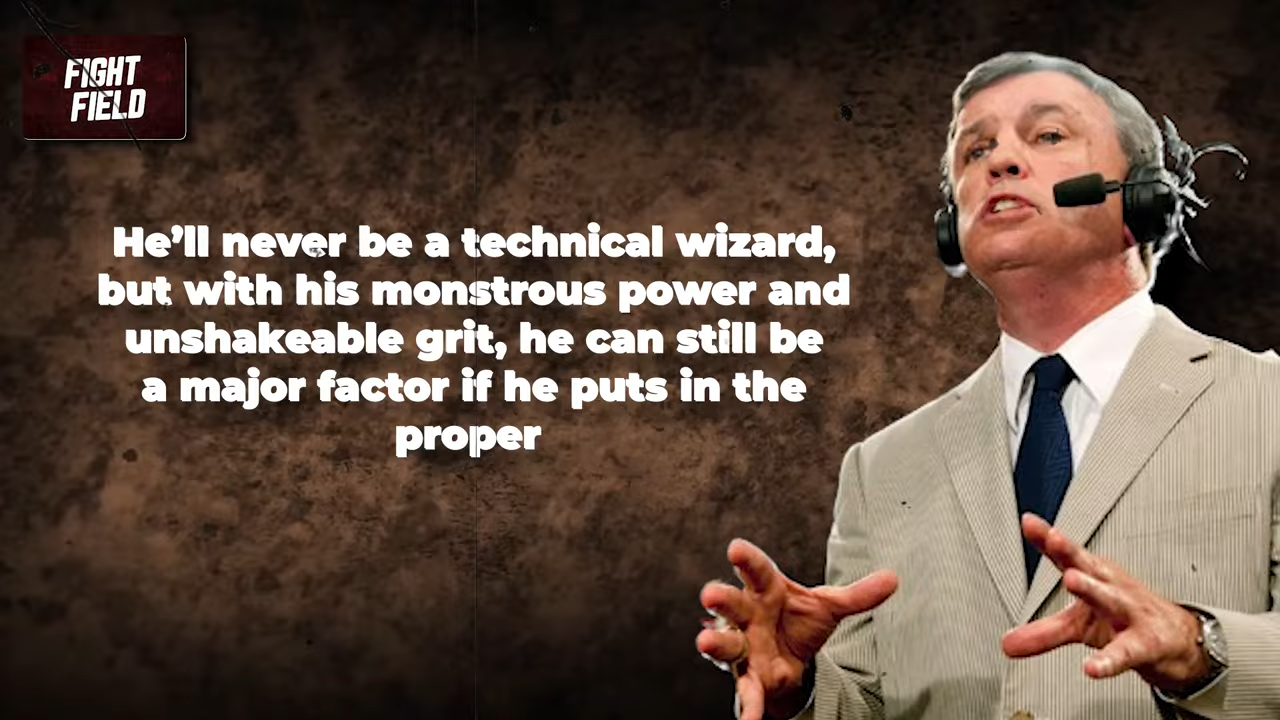 FIGHT
FIELD
He’ll never be a technical wizard,
but with his monstrous power and
unshakeable grit, he can still be
a major factor if he puts in the
proper